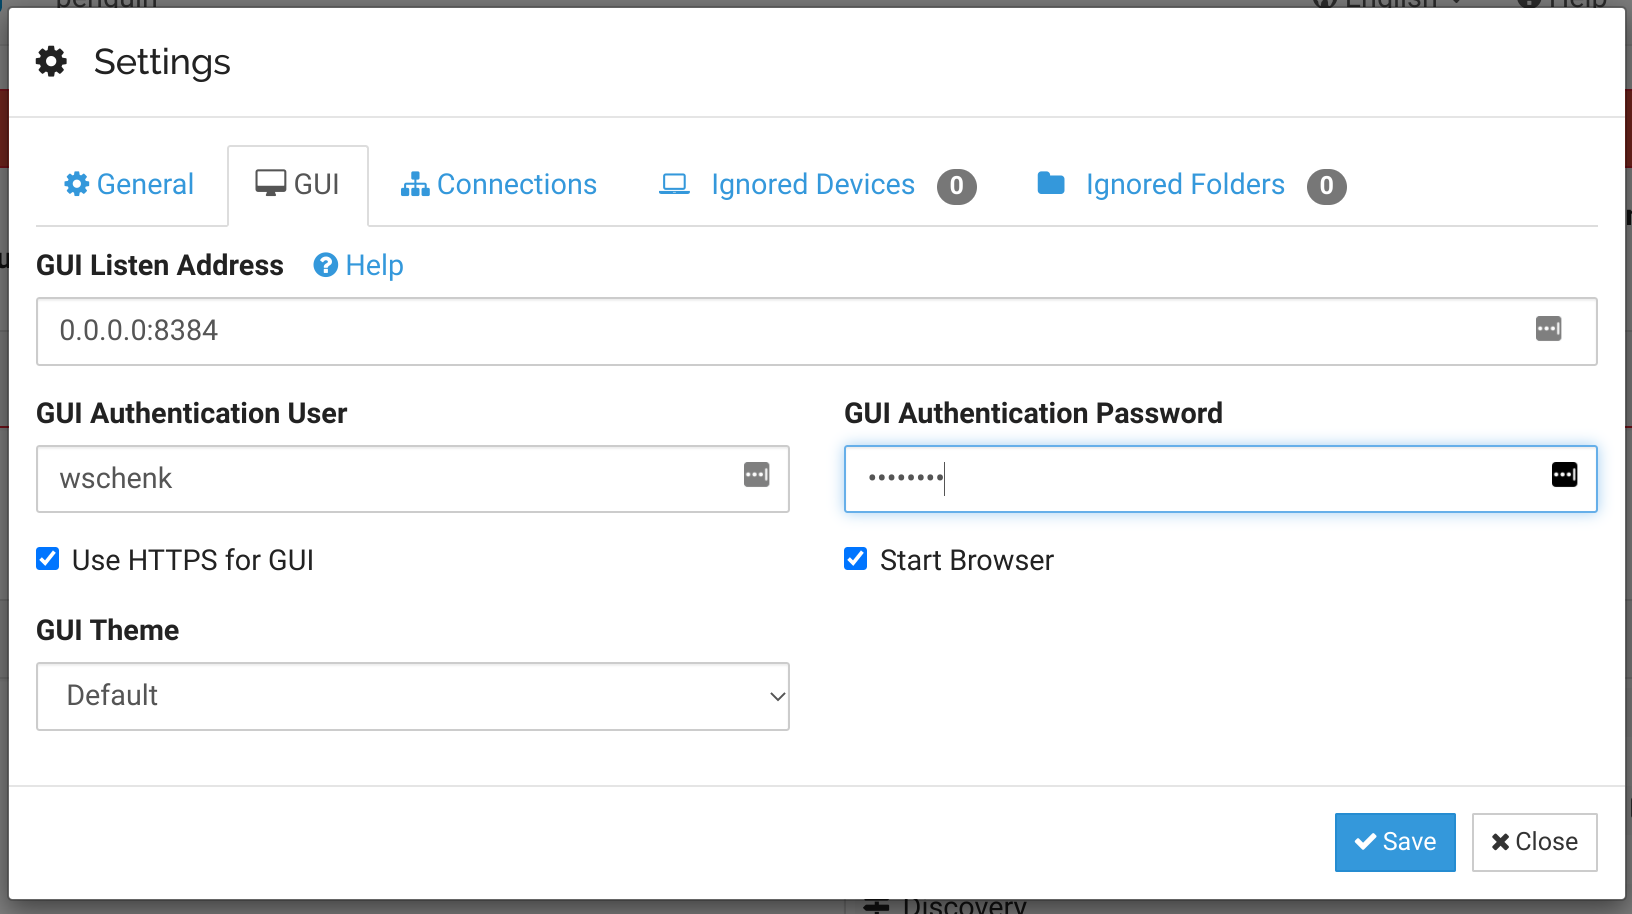 penguin English Help
Settings
General GUI Connections Ignored Devices 0 Ignored Folders 0
GUI Listen Address Help
0.0.0.0:8384
GUI Authentication User GUI Authentication Password
wschenk ••••••••
Use HTTPS for GUI Start Browser
GUI Theme
Default
Save Close
Discovery